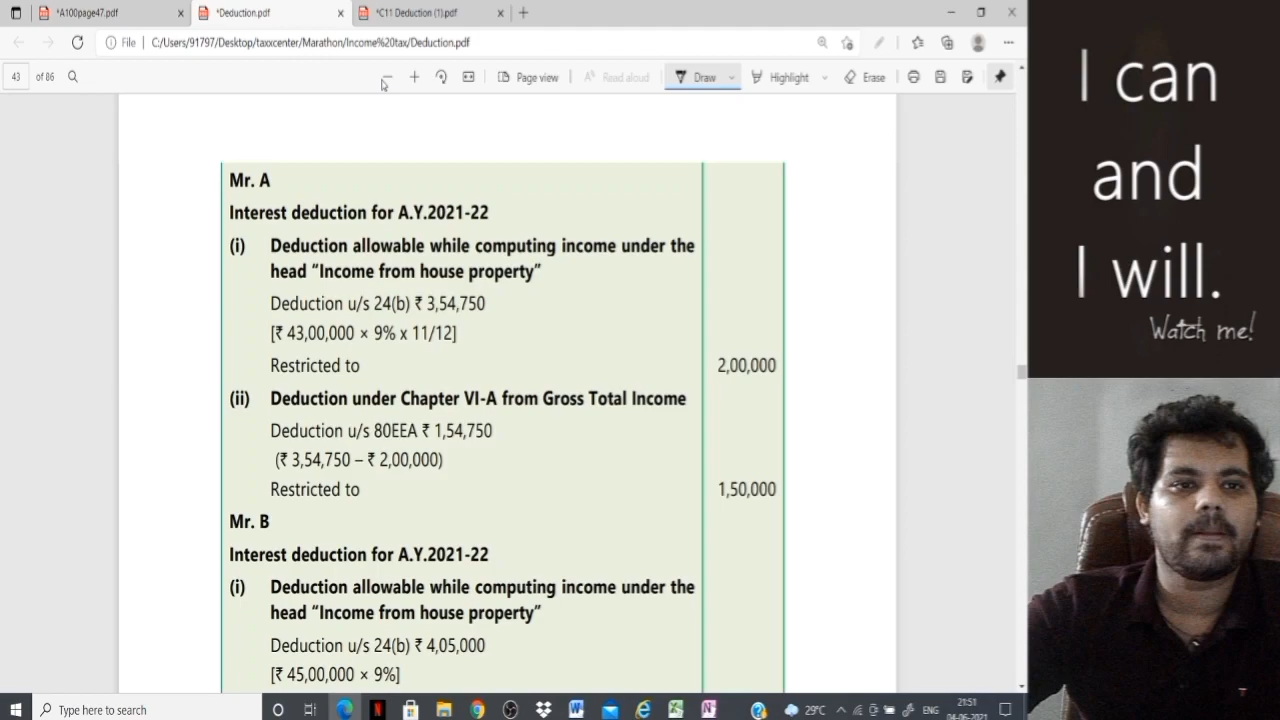 *A100page47.pdf
*Deduction.pdf
*C11 Deduction (1).pdf
File
C:/Users/91797/Desktop/taxxcenter/Marathon/Income%20tax/Deduction.pdf
43 of 86
Page view
Read aloud
Draw
Highlight
Erase
Mr. A
Interest deduction for A.Y.2021-22
(i) Deduction allowable while computing income under the
head “Income from house property”
Deduction u/s 24(b) ₹ 3,54,750
[₹ 43,00,000 × 9% x 11/12]
Restricted to 2,00,000
(ii) Deduction under Chapter VI-A from Gross Total Income
Deduction u/s 80EEA ₹ 1,54,750
(₹ 3,54,750 – ₹ 2,00,000)
Restricted to 1,50,000
Mr. B
Interest deduction for A.Y.2021-22
(i) Deduction allowable while computing income under the
head “Income from house property”
Deduction u/s 24(b) ₹ 4,05,000
[₹ 45,00,000 × 9%]
I can
and
I will.
Watch me!
Type here to search
29°C
ENG
21:51
04-06-2021